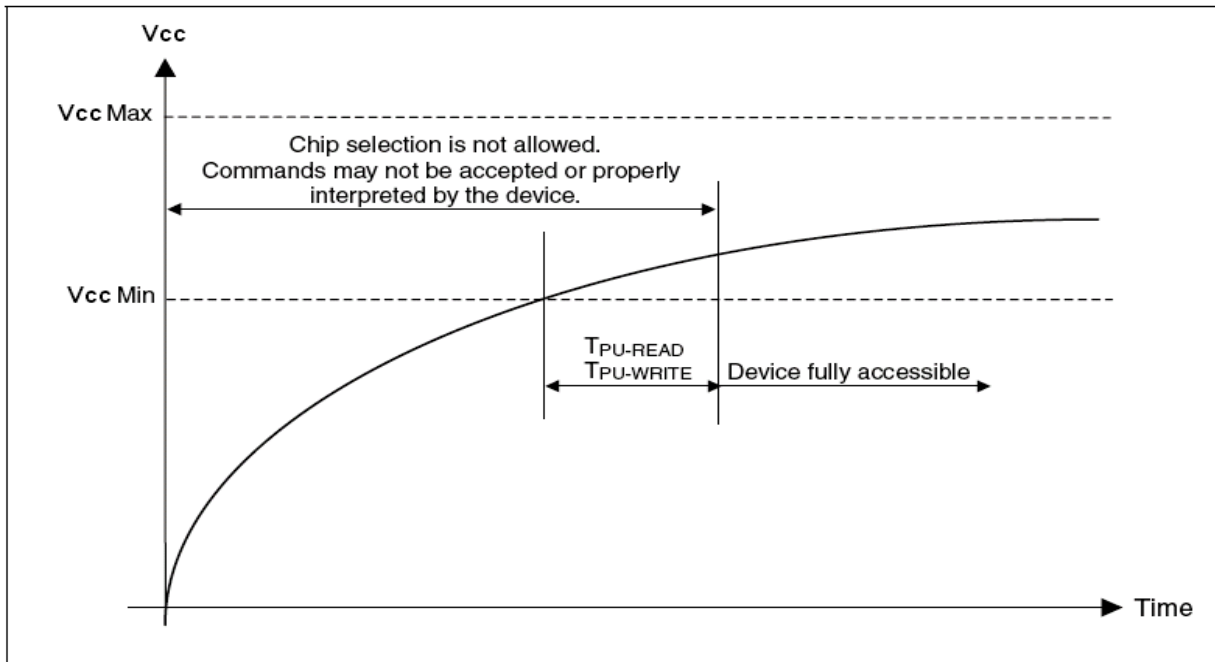 Vcc
Vcc Max
Chip selection is not allowed.
Commands may not be accepted or properly
interpreted by the device.
Vcc Min
TPU-READ
TPU-WRITE
Device fully accessible
Time